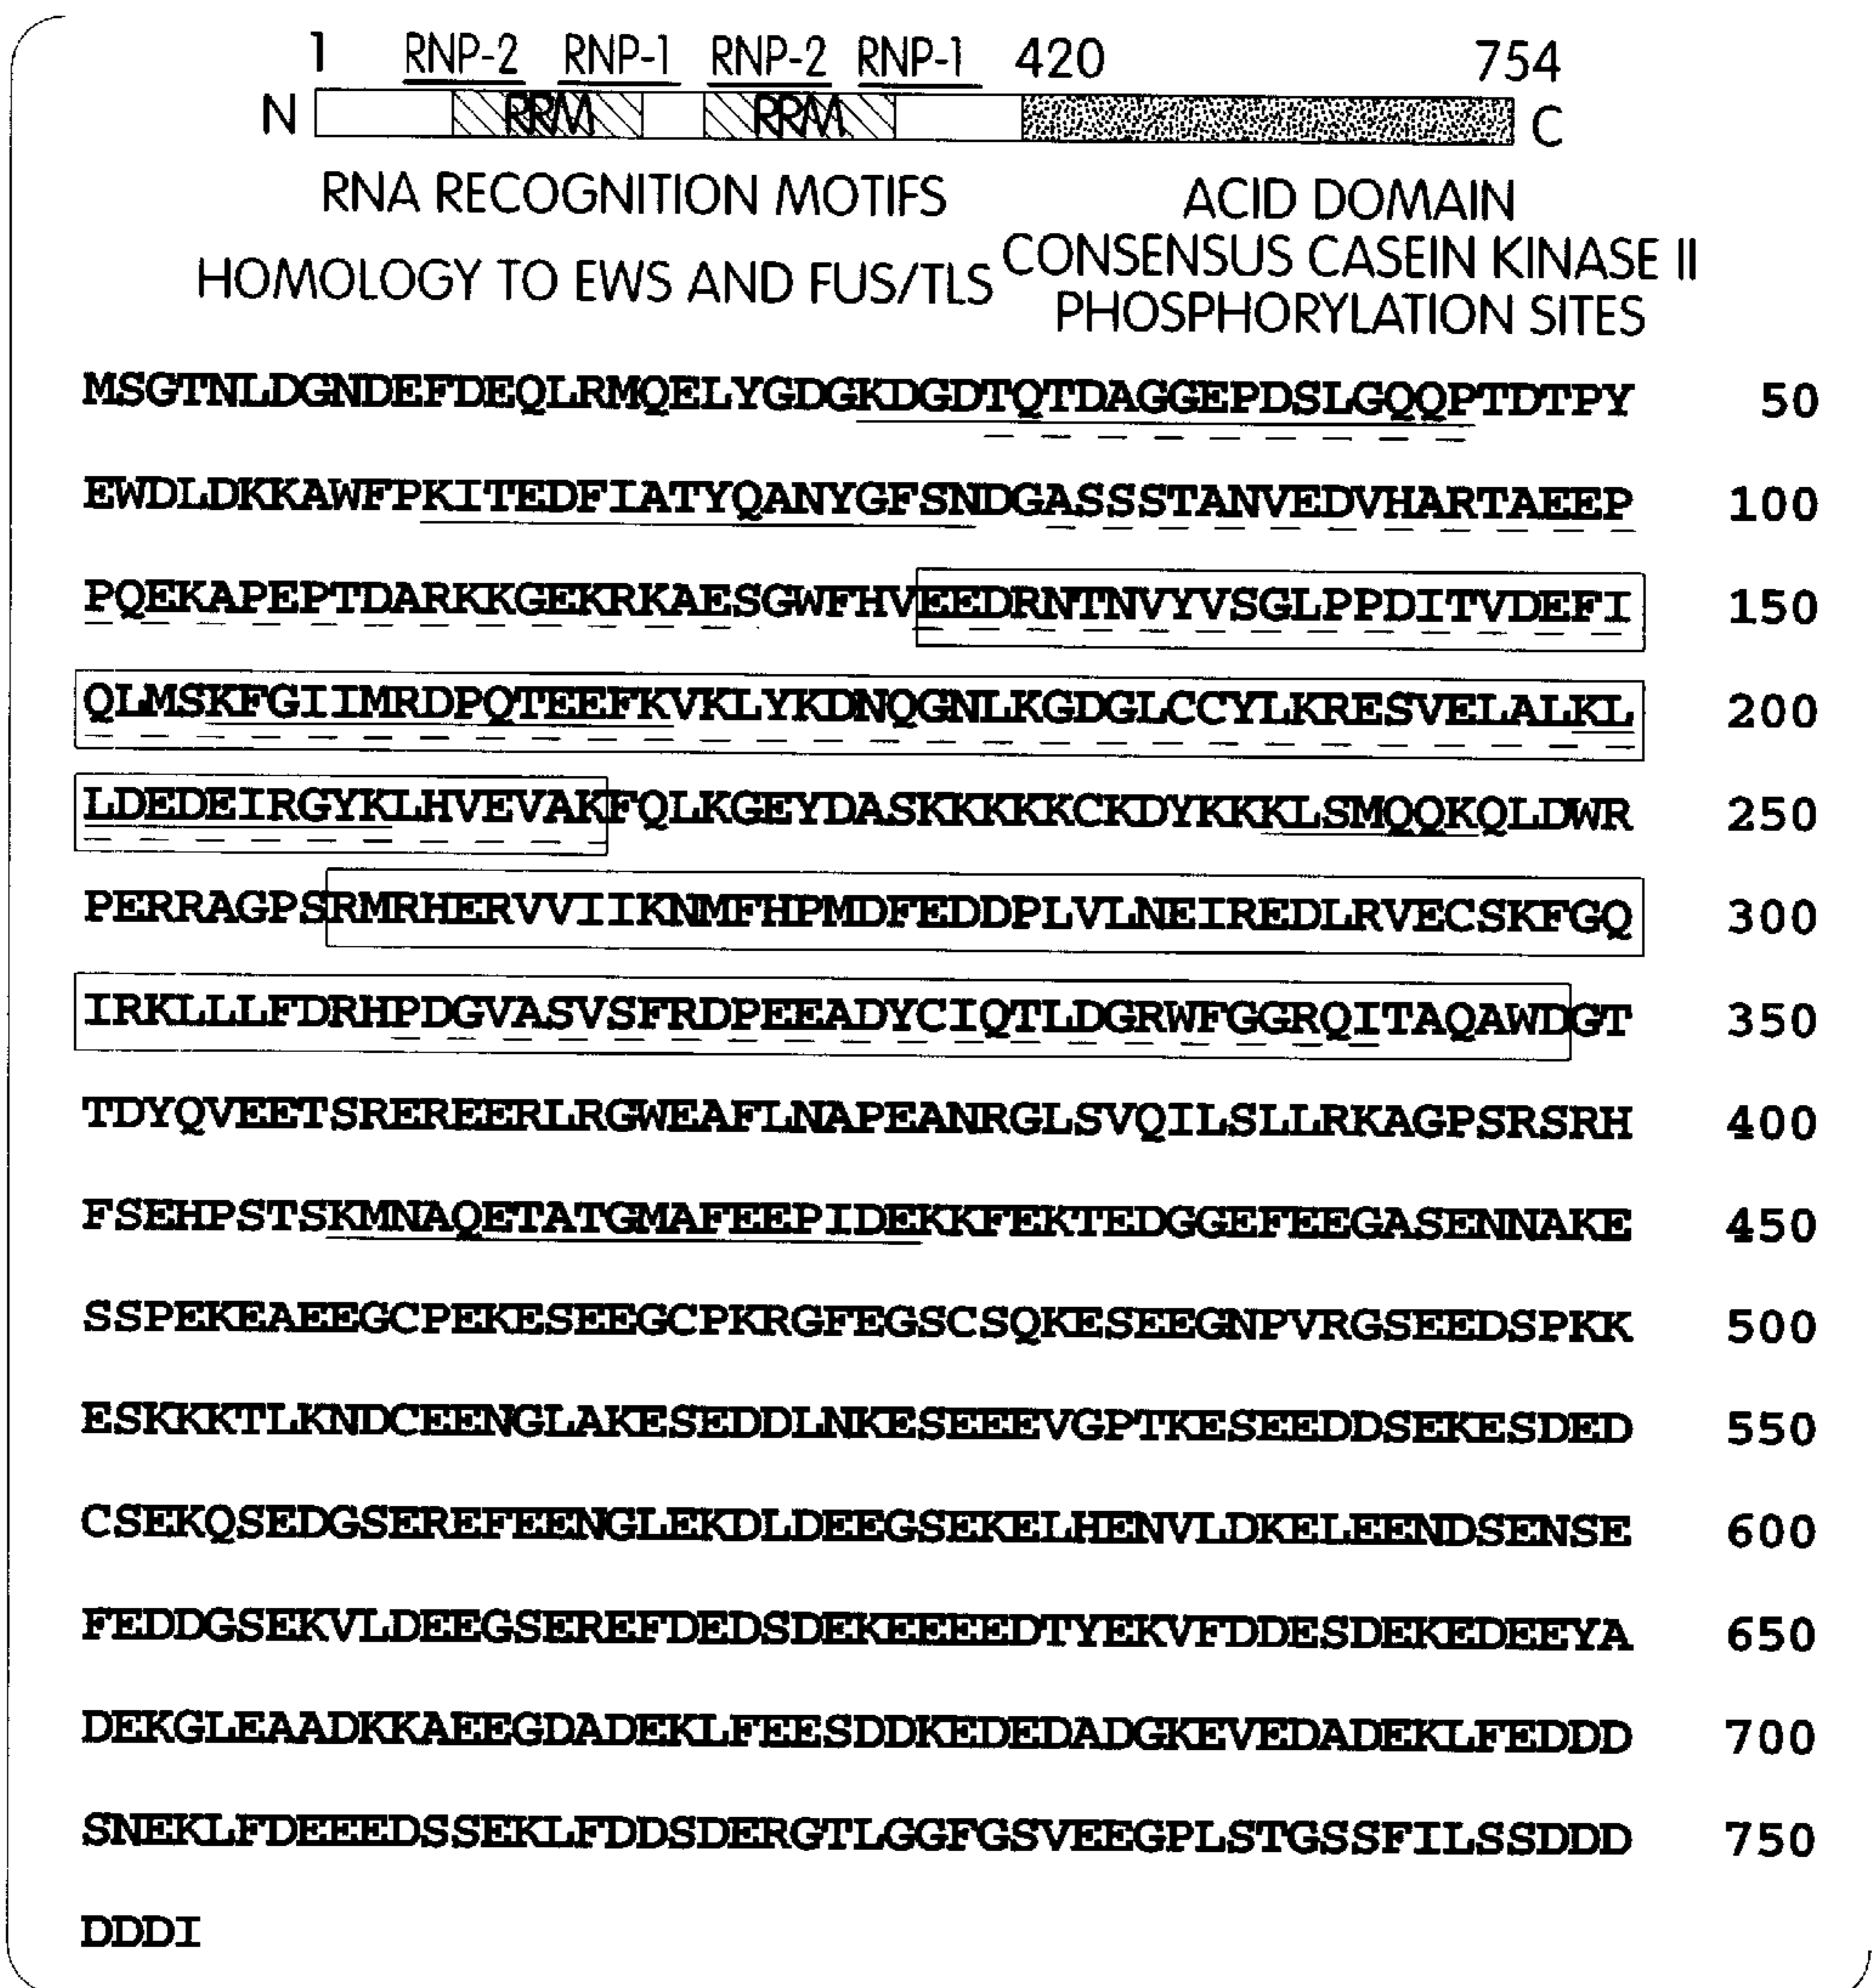 1 RNP-2 RNP-1 RNP-2 RNP-1 420 754
N RRM RRM C
RNA RECOGNITION MOTIFS
HOMOLOGY TO EWS AND FUS/TLS
ACID DOMAIN
CONSENSUS CASEIN KINASE II
PHOSPHORYLATION SITES
MSGTNLDGNDEFDEQLRMQELYGDGKDGDTQTDAGGEPDSLGQQPTDTPY 50
EWDLDKKAWFPKITEDFIATYQANYGFSNDGASSSTANVEDVHARTAEEP 100
PQEKAPEPTDARKKGEKRKAESGWFHVEEDRNTNVYVSGLPPDITVDEFI 150
QLMSKFGIIMRDPQTEEFKVKLYKDNQGNLKGDGLCCYLKRESVELALKL 200
LDEDEIRGYKLHVEVAKFQLKGEYDASKKKKKCKDYKKKLSMQQKQLDWR 250
PERRAGPSRMRHERVVIIKNMFHPMDFEDDPLVLNEIREDLRVECSKFGQ 300
IRKLLLFDRHPDGVASVSFRDPEEADYCIQTLDGRWFGGRQITAQAWDGT 350
TDYQVEETSREREERLRGWEAFLNAPEANRGLSVQILSLLRKAGPSRSRH 400
FSEHPSTSKMNAQETATGMAFEEPIDEKKFEKTEDGGEFEEGASENNAKE 450
SSPEKEAEEGCPEKESEEGCPKRGFEGSCSQKESEEGNPVRGSEEDSPKK 500
ESKKKTLKNDCEENGLAKESEDDLNKESEEEVGPTKESEEDDSEKESDED 550
CSEKQSEDGSEREFEENGLEKDLDEEGSEKELHENVLDKELEENDSENSE 600
FEDDGSEKVLDEEGSEREFDEDSDEKEEEEDTYEKVFDDESDEKEDEEYA 650
DEKGLEAADKKAEEGDADEKLFEESDDKEDEDADGKEVEDADEKLFEDDD 700
SNEKLFDEEEDSSEKLFDDSDERGTLGGFGSVEEGPLSTGSSFILSSDDD 750
DDDI